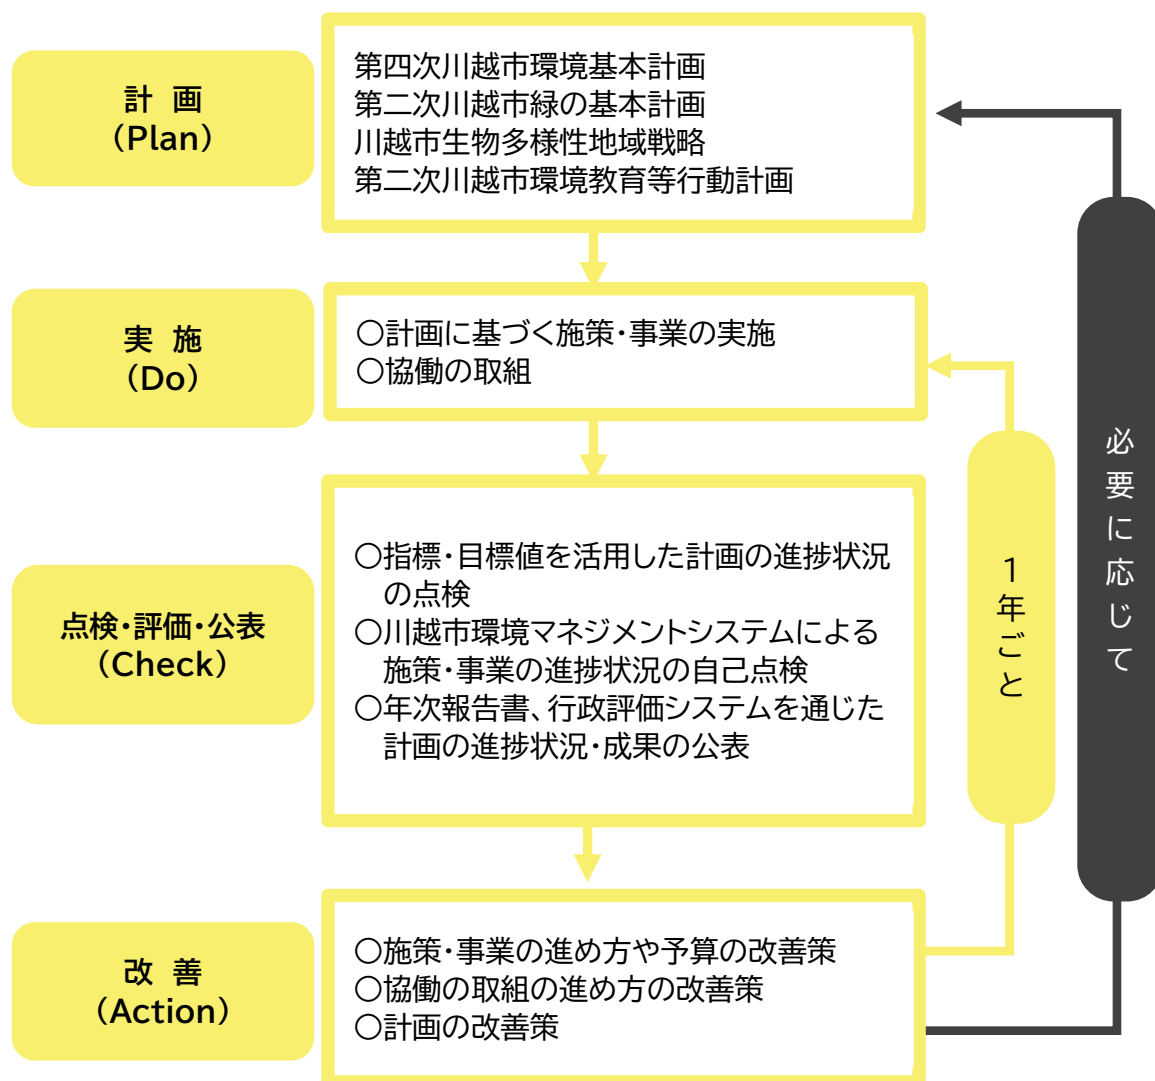 計 画
(Plan)
第四次川越市環境基本計画
第二次川越市緑の基本計画
川越市生物多様性地域戦略
第二次川越市環境教育等行動計画
実 施
(Do)
○計画に基づく施策・事業の実施
○協働の取組
点検・評価・公表
(Check)
○指標・目標値を活用した計画の進捗状況
の点検
○川越市環境マネジメントシステムによる
施策・事業の進捗状況の自己点検
○年次報告書、行政評価システムを通じた
計画の進捗状況・成果の公表
改 善
(Action)
○施策・事業の進め方や予算の改善策
○協働の取組の進め方の改善策
○計画の改善策
1年ごと
必要に応じて